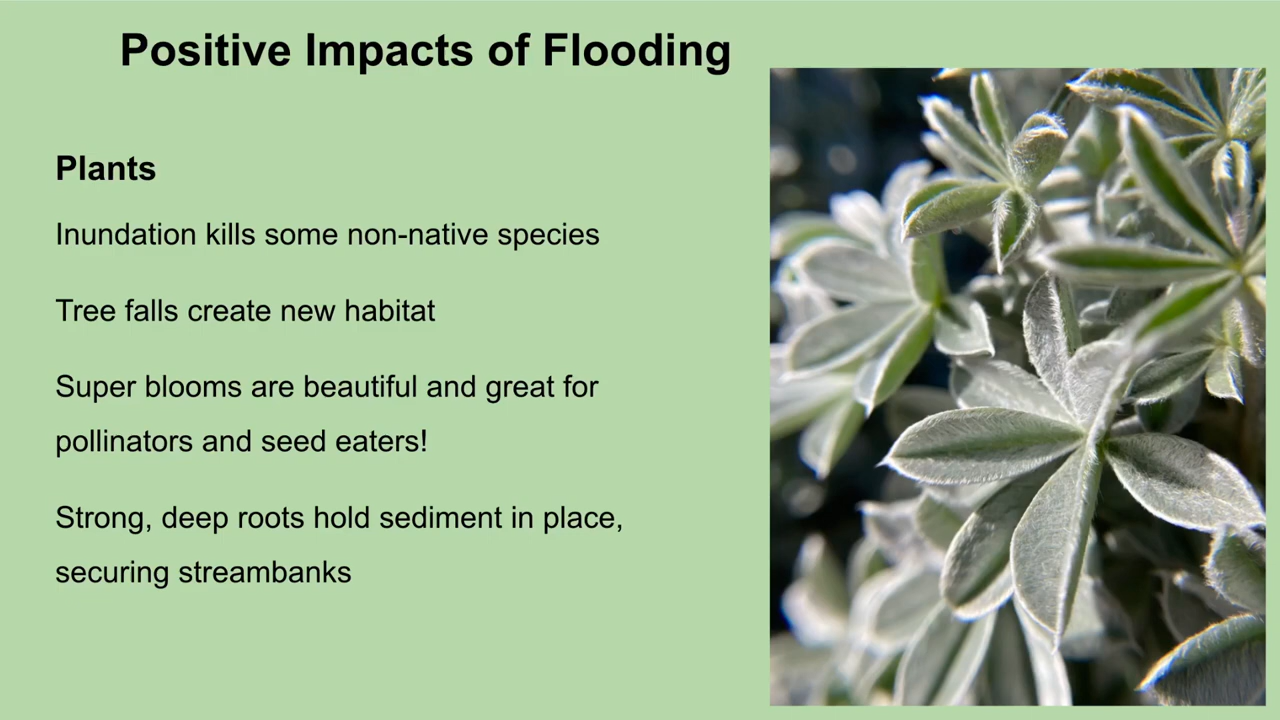 Positive Impacts of Flooding
Plants
Inundation kills some non-native species
Tree falls create new habitat
Super blooms are beautiful and great for
pollinators and seed eaters!
Strong, deep roots hold sediment in place,
securing streambanks